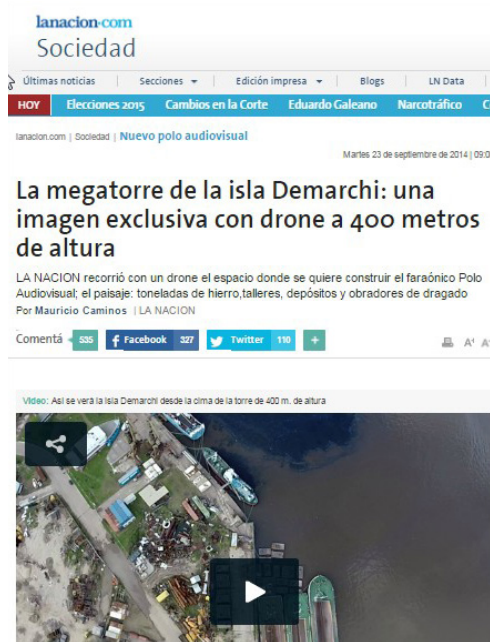 lanacion.com
Sociedad
Últimas noticias Secciones Edición impresa Blogs LN Data
HOY Elecciones 2015 Cambios en la Corte Eduardo Galeano Narcotráfico
lanacion.com | Sociedad | Nuevo polo audiovisual
Martes 23 de septiembre de 2014 | 09:0
La megatorre de la isla Demarchi: una
imagen exclusiva con drone a 400 metros
de altura
LA NACION recorrió con un drone el espacio donde se quiere construir el faraónico Polo
Audiovisual; el paisaje: toneladas de hierro,talleres, depósitos y obradores de dragado
Por Mauricio Caminos | LA NACION
Comentá 535 Facebook 327 Twitter 110 +
Video: Así se verá la Isla Demarchi desde la cima de la torre de 400 m. de altura